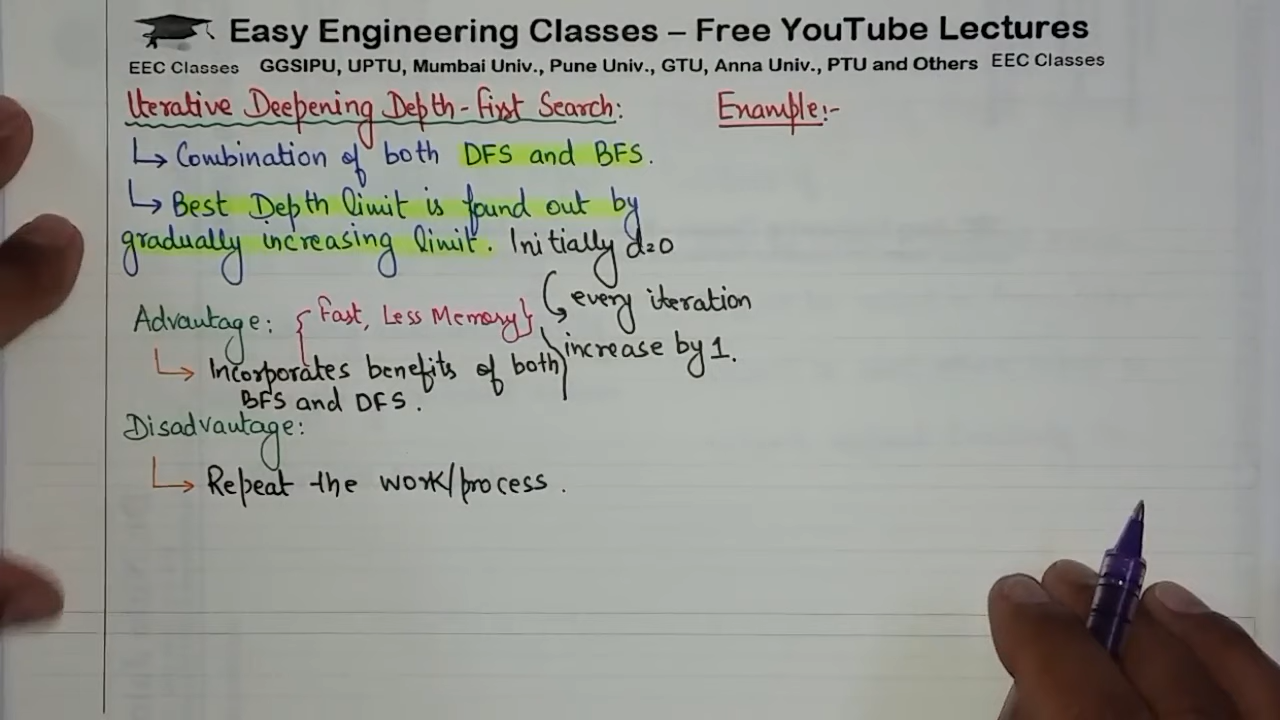 Easy Engineering Classes – Free YouTube Lectures
EEC Classes GGSIPU, UPTU, Mumbai Univ., Pune Univ., GTU, Anna Univ., PTU and Others EEC Classes
Iterative Deepening Depth-First Search:
↳ Combination of both DFS and BFS.
↳ Best Depth limit is found out by
gradually increasing limit. Initially d=0
every iteration
increase by 1.
Advantage: { Fast, Less Memory }
↳ Incorporates benefits of both
BFS and DFS.
Disadvantage:
↳ Repeat the work/process.
Example:-